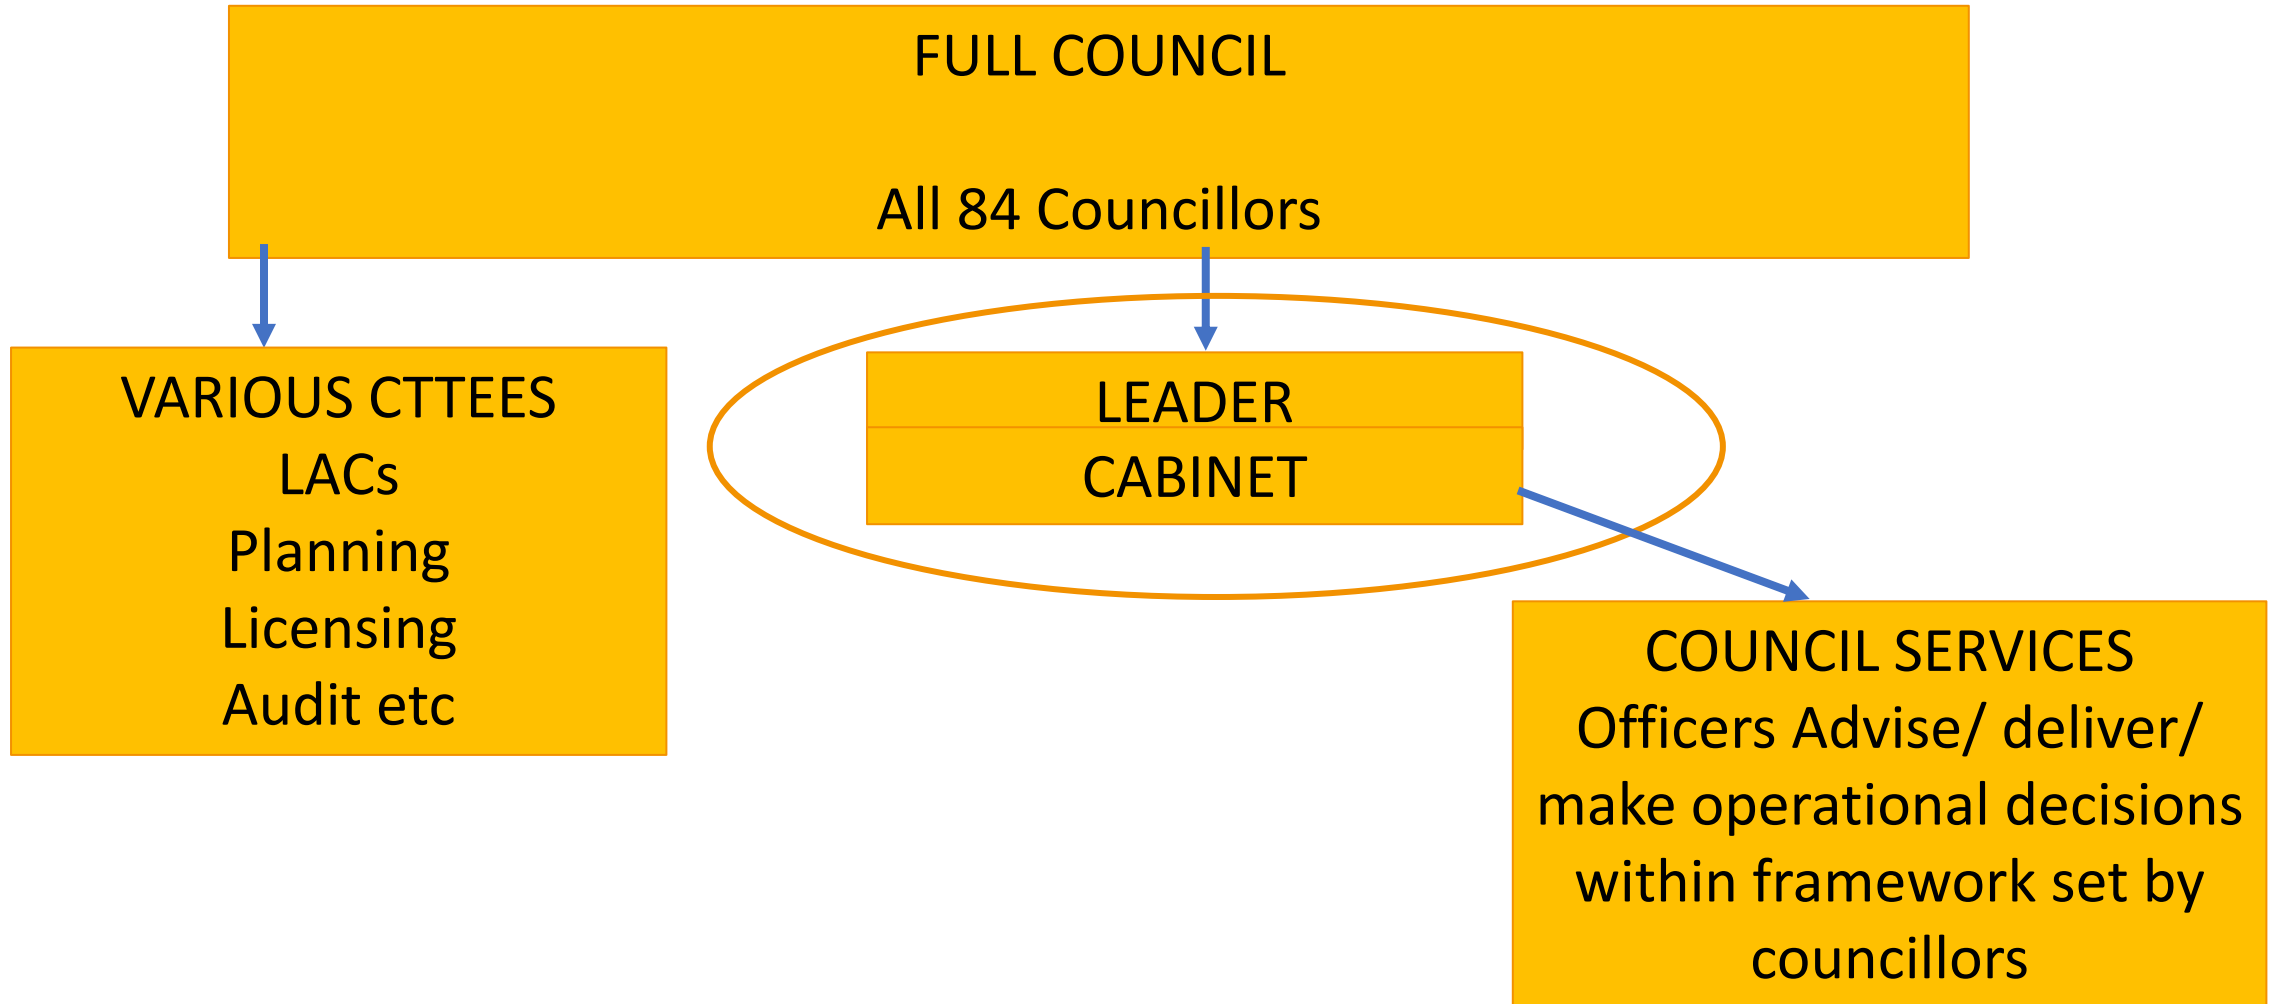 FULL COUNCIL
All 84 Councillors
VARIOUS CTTEES
LACs
Planning
Licensing
Audit etc
LEADER
CABINET
COUNCIL SERVICES
Officers Advise/ deliver/
make operational decisions
within framework set by
councillors